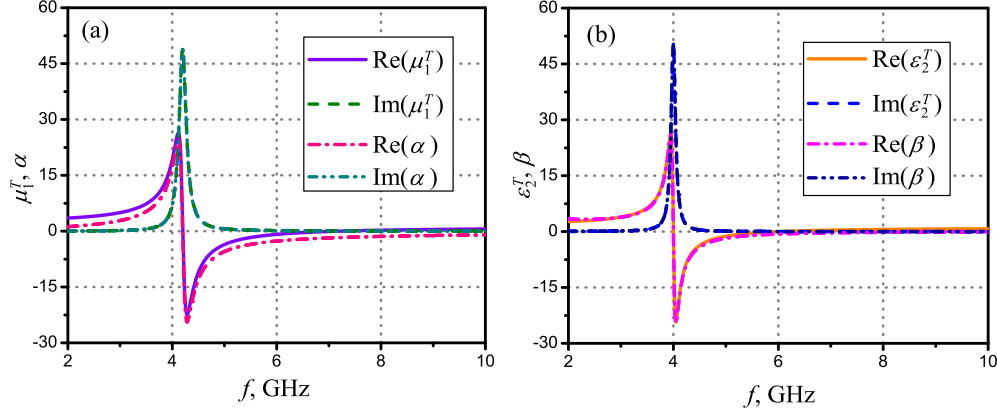 (a)
60
45
30
15
0
-15
-30
μ₁ᵀ, α
Re(μ₁ᵀ)
Im(μ₁ᵀ)
Re(α)
Im(α)
2 4 6 8 10
f, GHz
(b)
60
45
30
15
0
-15
-30
ε₂ᵀ, β
Re(ε₂ᵀ)
Im(ε₂ᵀ)
Re(β)
Im(β)
2 4 6 8 10
f, GHz